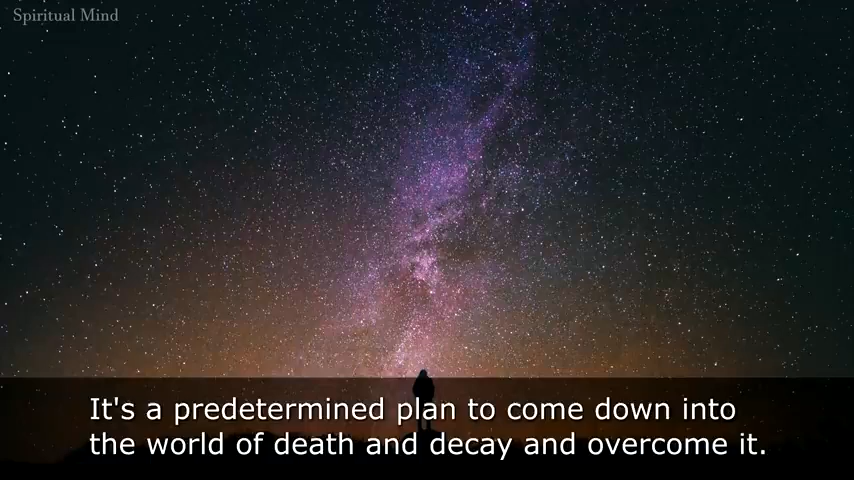 Spiritual Mind
It's a predetermined plan to come down into
the world of death and decay and overcome it.